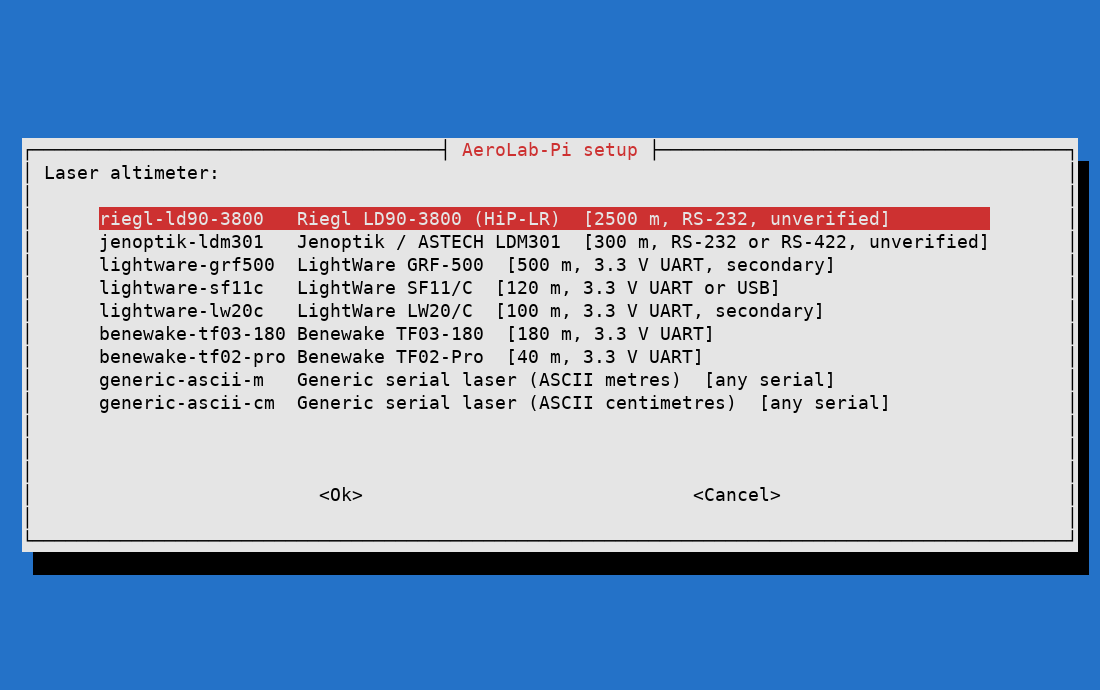 AeroLab-Pi setup
Laser altimeter:
riegl-ld90-3800   Riegl LD90-3800 (HiP-LR)  [2500 m, RS-232, unverified]
jenoptik-ldm301   Jenoptik / ASTECH LDM301  [300 m, RS-232 or RS-422, unverified]
lightware-grf500  LightWare GRF-500  [500 m, 3.3 V UART, secondary]
lightware-sf11c   LightWare SF11/C  [120 m, 3.3 V UART or USB]
lightware-lw20c   LightWare LW20/C  [100 m, 3.3 V UART, secondary]
benewake-tf03-180 Benewake TF03-180  [180 m, 3.3 V UART]
benewake-tf02-pro Benewake TF02-Pro  [40 m, 3.3 V UART]
generic-ascii-m   Generic serial laser (ASCII metres)  [any serial]
generic-ascii-cm  Generic serial laser (ASCII centimetres)  [any serial]
<Ok>                              <Cancel>